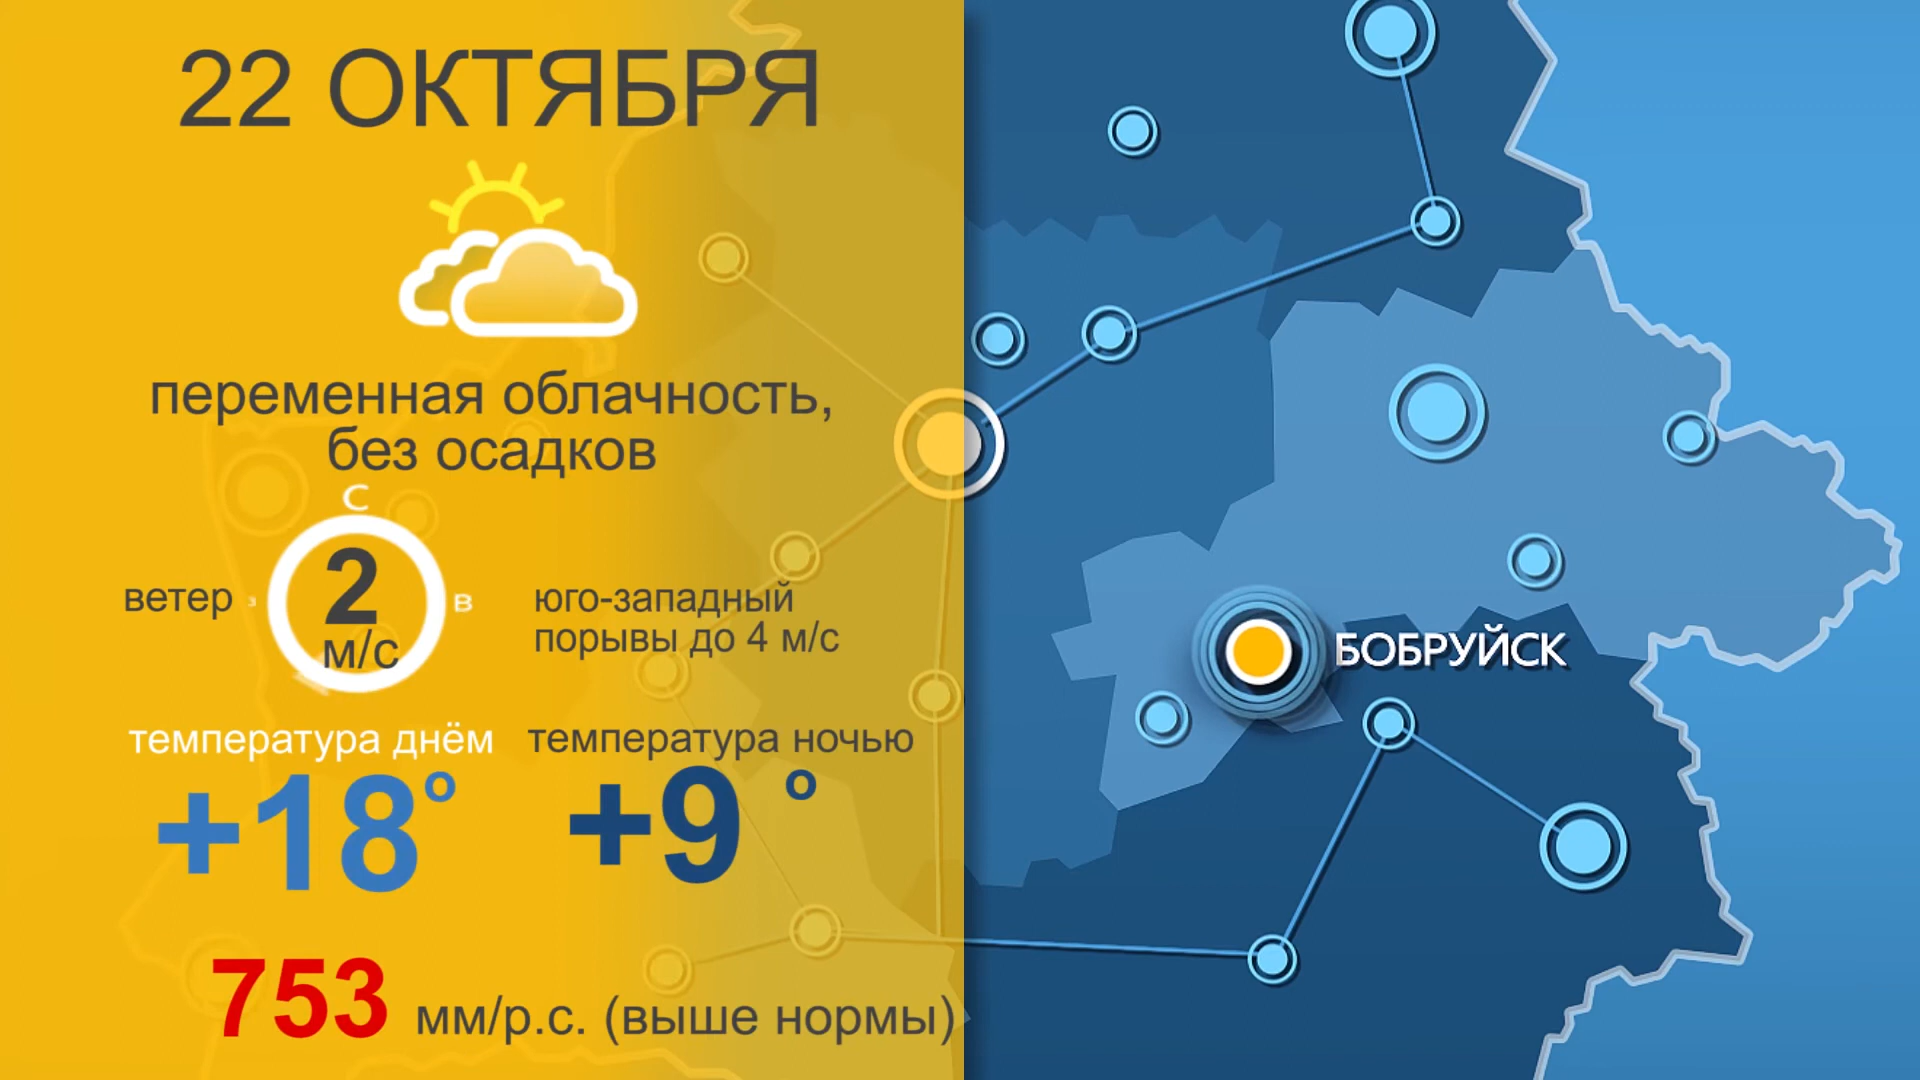 22 ОКТЯБРЯ
переменная облачность,
без осадков
С
ветер
з
2
м/с
В
юго-западный
порывы до 4 м/с
БОБРУЙСК
температура днём
температура ночью
+18°
+9 °
753 мм/р.с. (выше нормы)